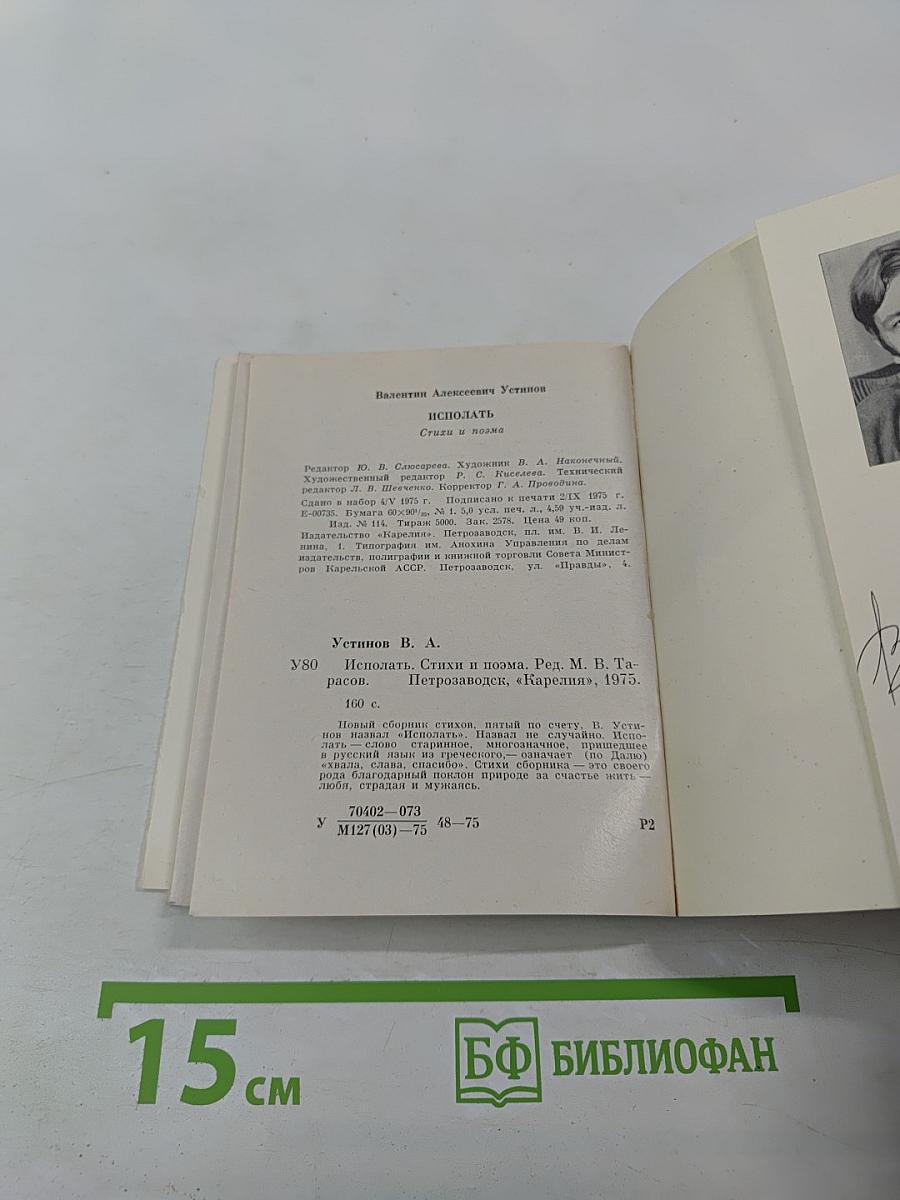 Валентин Алексеевич Устинов
ИСПОЛАТЬ
Стихи и поэма
Редактор Ю. В. Слюсарева. Художник В. А. Наконечный.
Художественный редактор Р. С. Киселева. Технический
редактор Л. В. Шевченко. Корректор Г. А. Проводина.
Сдано в набор 4/V 1975 г. Подписано к печати 2/IX 1975 г.
Е-00735. Бумага 60×90¹/₃₂, № 1. 5,0 усл. печ. л., 4,59 уч.-изд. л.
Изд. № 114. Тираж 5000. Зак. 2578. Цена 49 коп.
Издательство «Карелия». Петрозаводск, пл. им. В. И. Ле-
нина, 1. Типография им. Анохина Управления по делам
издательств, полиграфии и книжной торговли Совета Минист-
ров Карельской АССР. Петрозаводск, ул. «Правды», 4.
Устинов В. А.
У80 Исполать. Стихи и поэма. Ред. М. В. Та-
расов. Петрозаводск, «Карелия», 1975.
160 с.
Новый сборник стихов, пятый по счету, В. Усти-
нов назвал «Исполать». Назвал не случайно. Испо-
лать — слово старинное, многозначное, пришедшее
в русский язык из греческого,— означает (по Далю)
«хвала, слава, спасибо». Стихи сборника — это своего
рода благодарный поклон природе за счастье жить —
любя, страдая и мужаясь.
У 70402—073 48—75 Р2
М127(03)—75
15 см
БФ БИБЛИОФАН